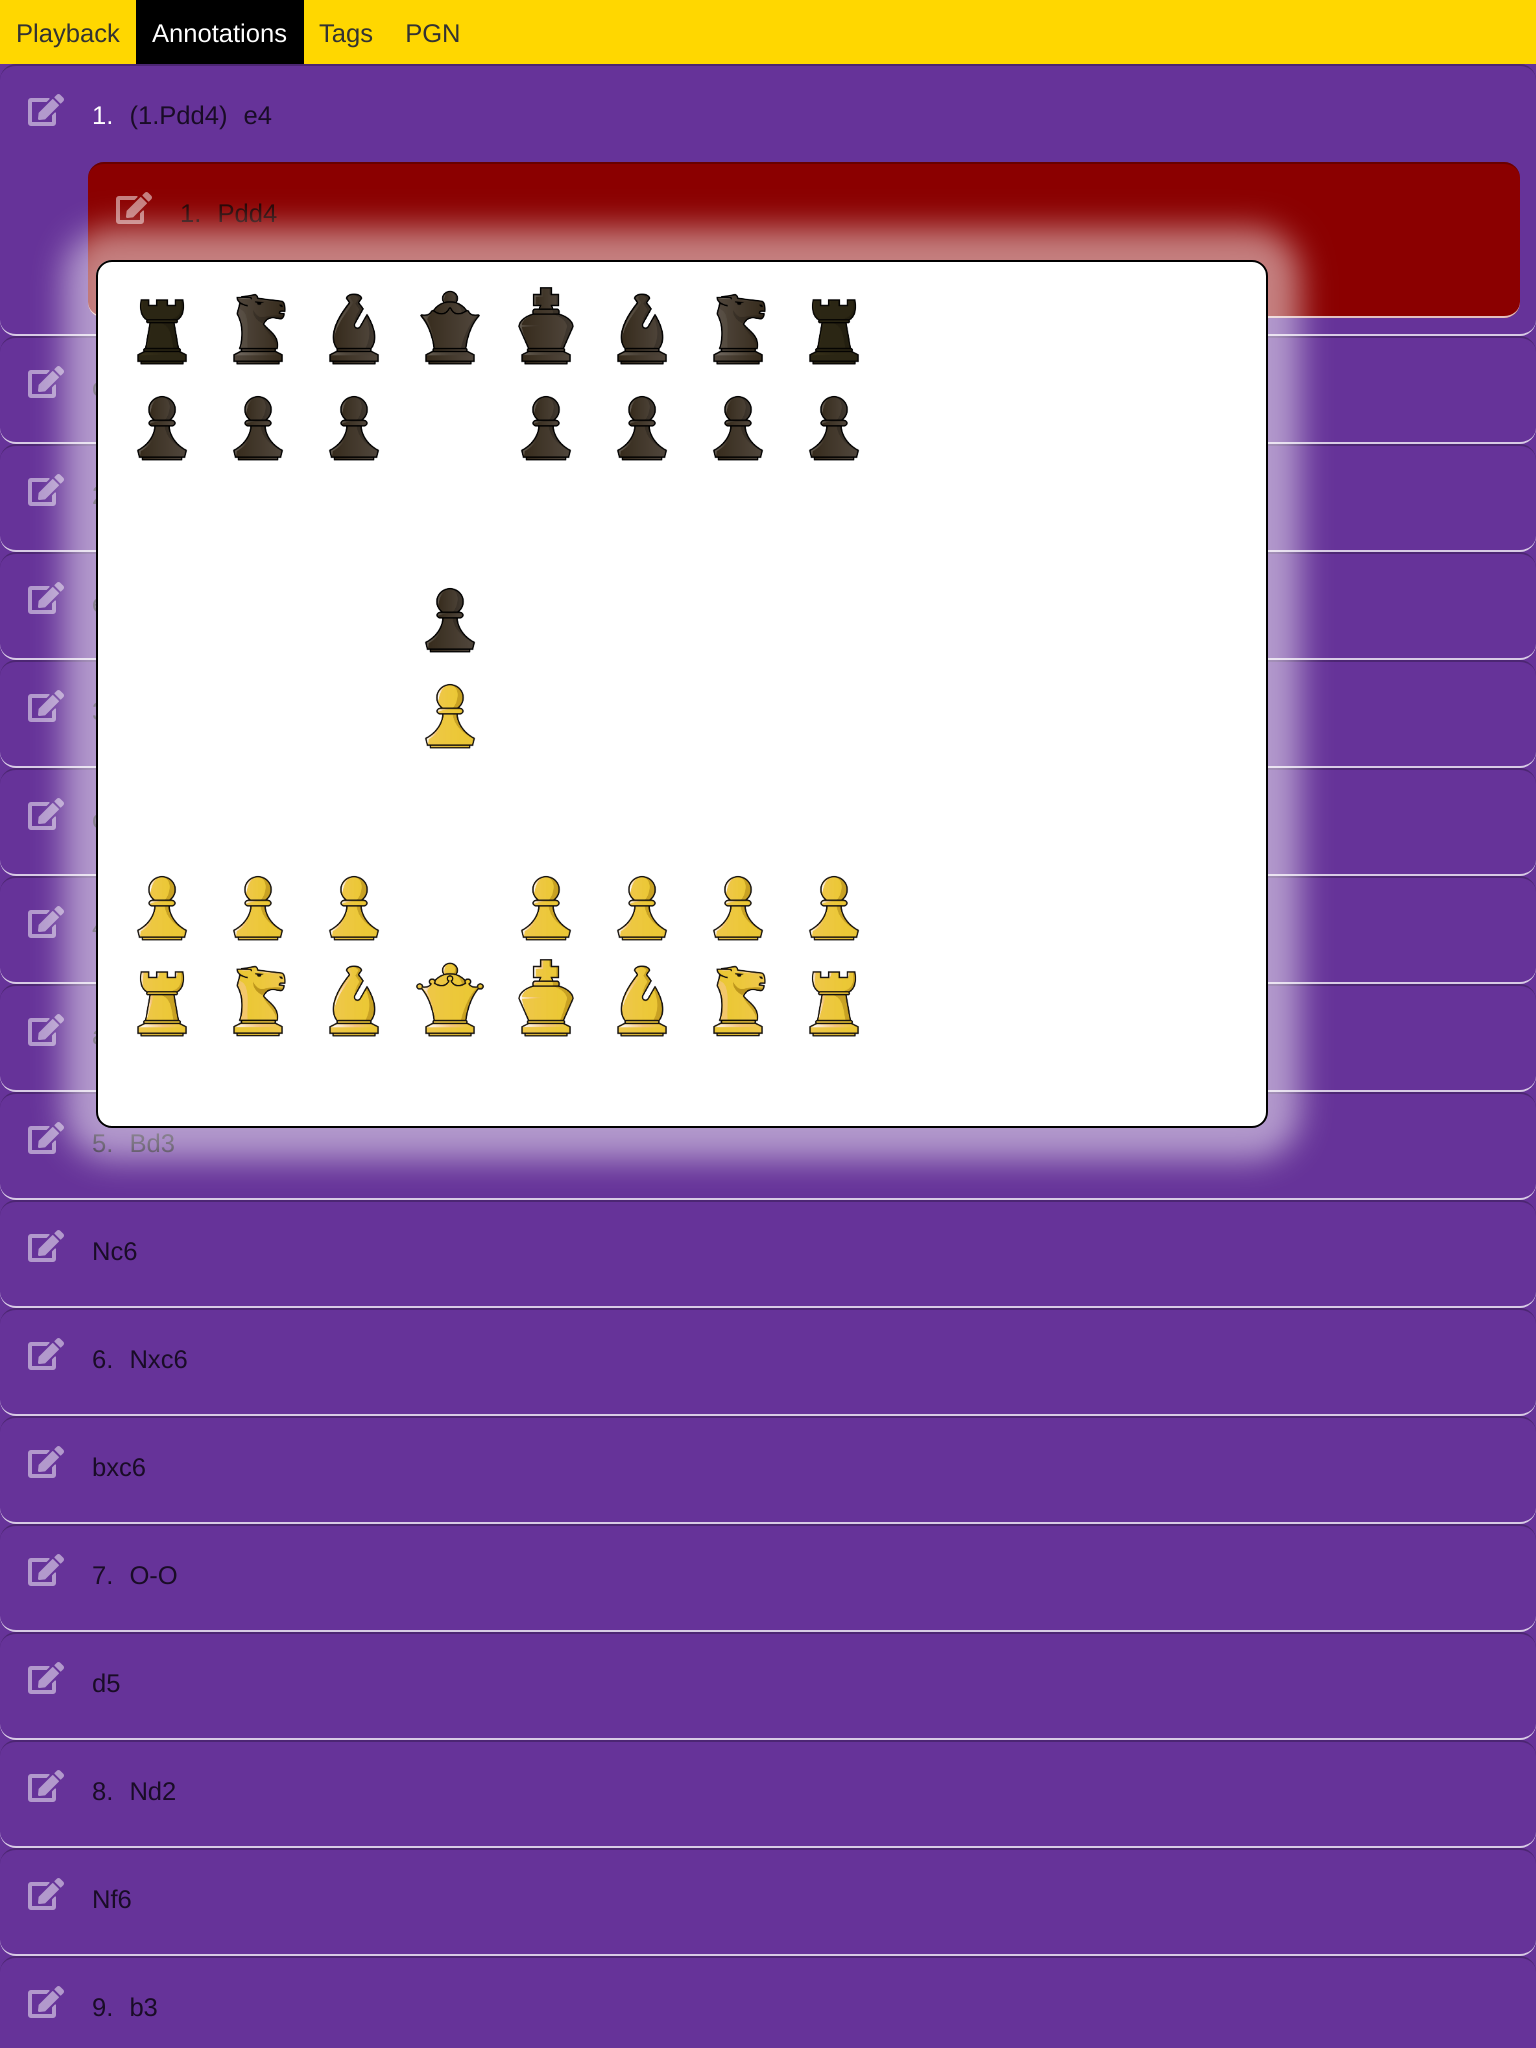 Playback Annotations Tags PGN
1. (1.Pdd4) e4
1. Pdd4
5. Bd3
Nc6
6. Nxc6
bxc6
7. O-O
d5
8. Nd2
Nf6
9. b3